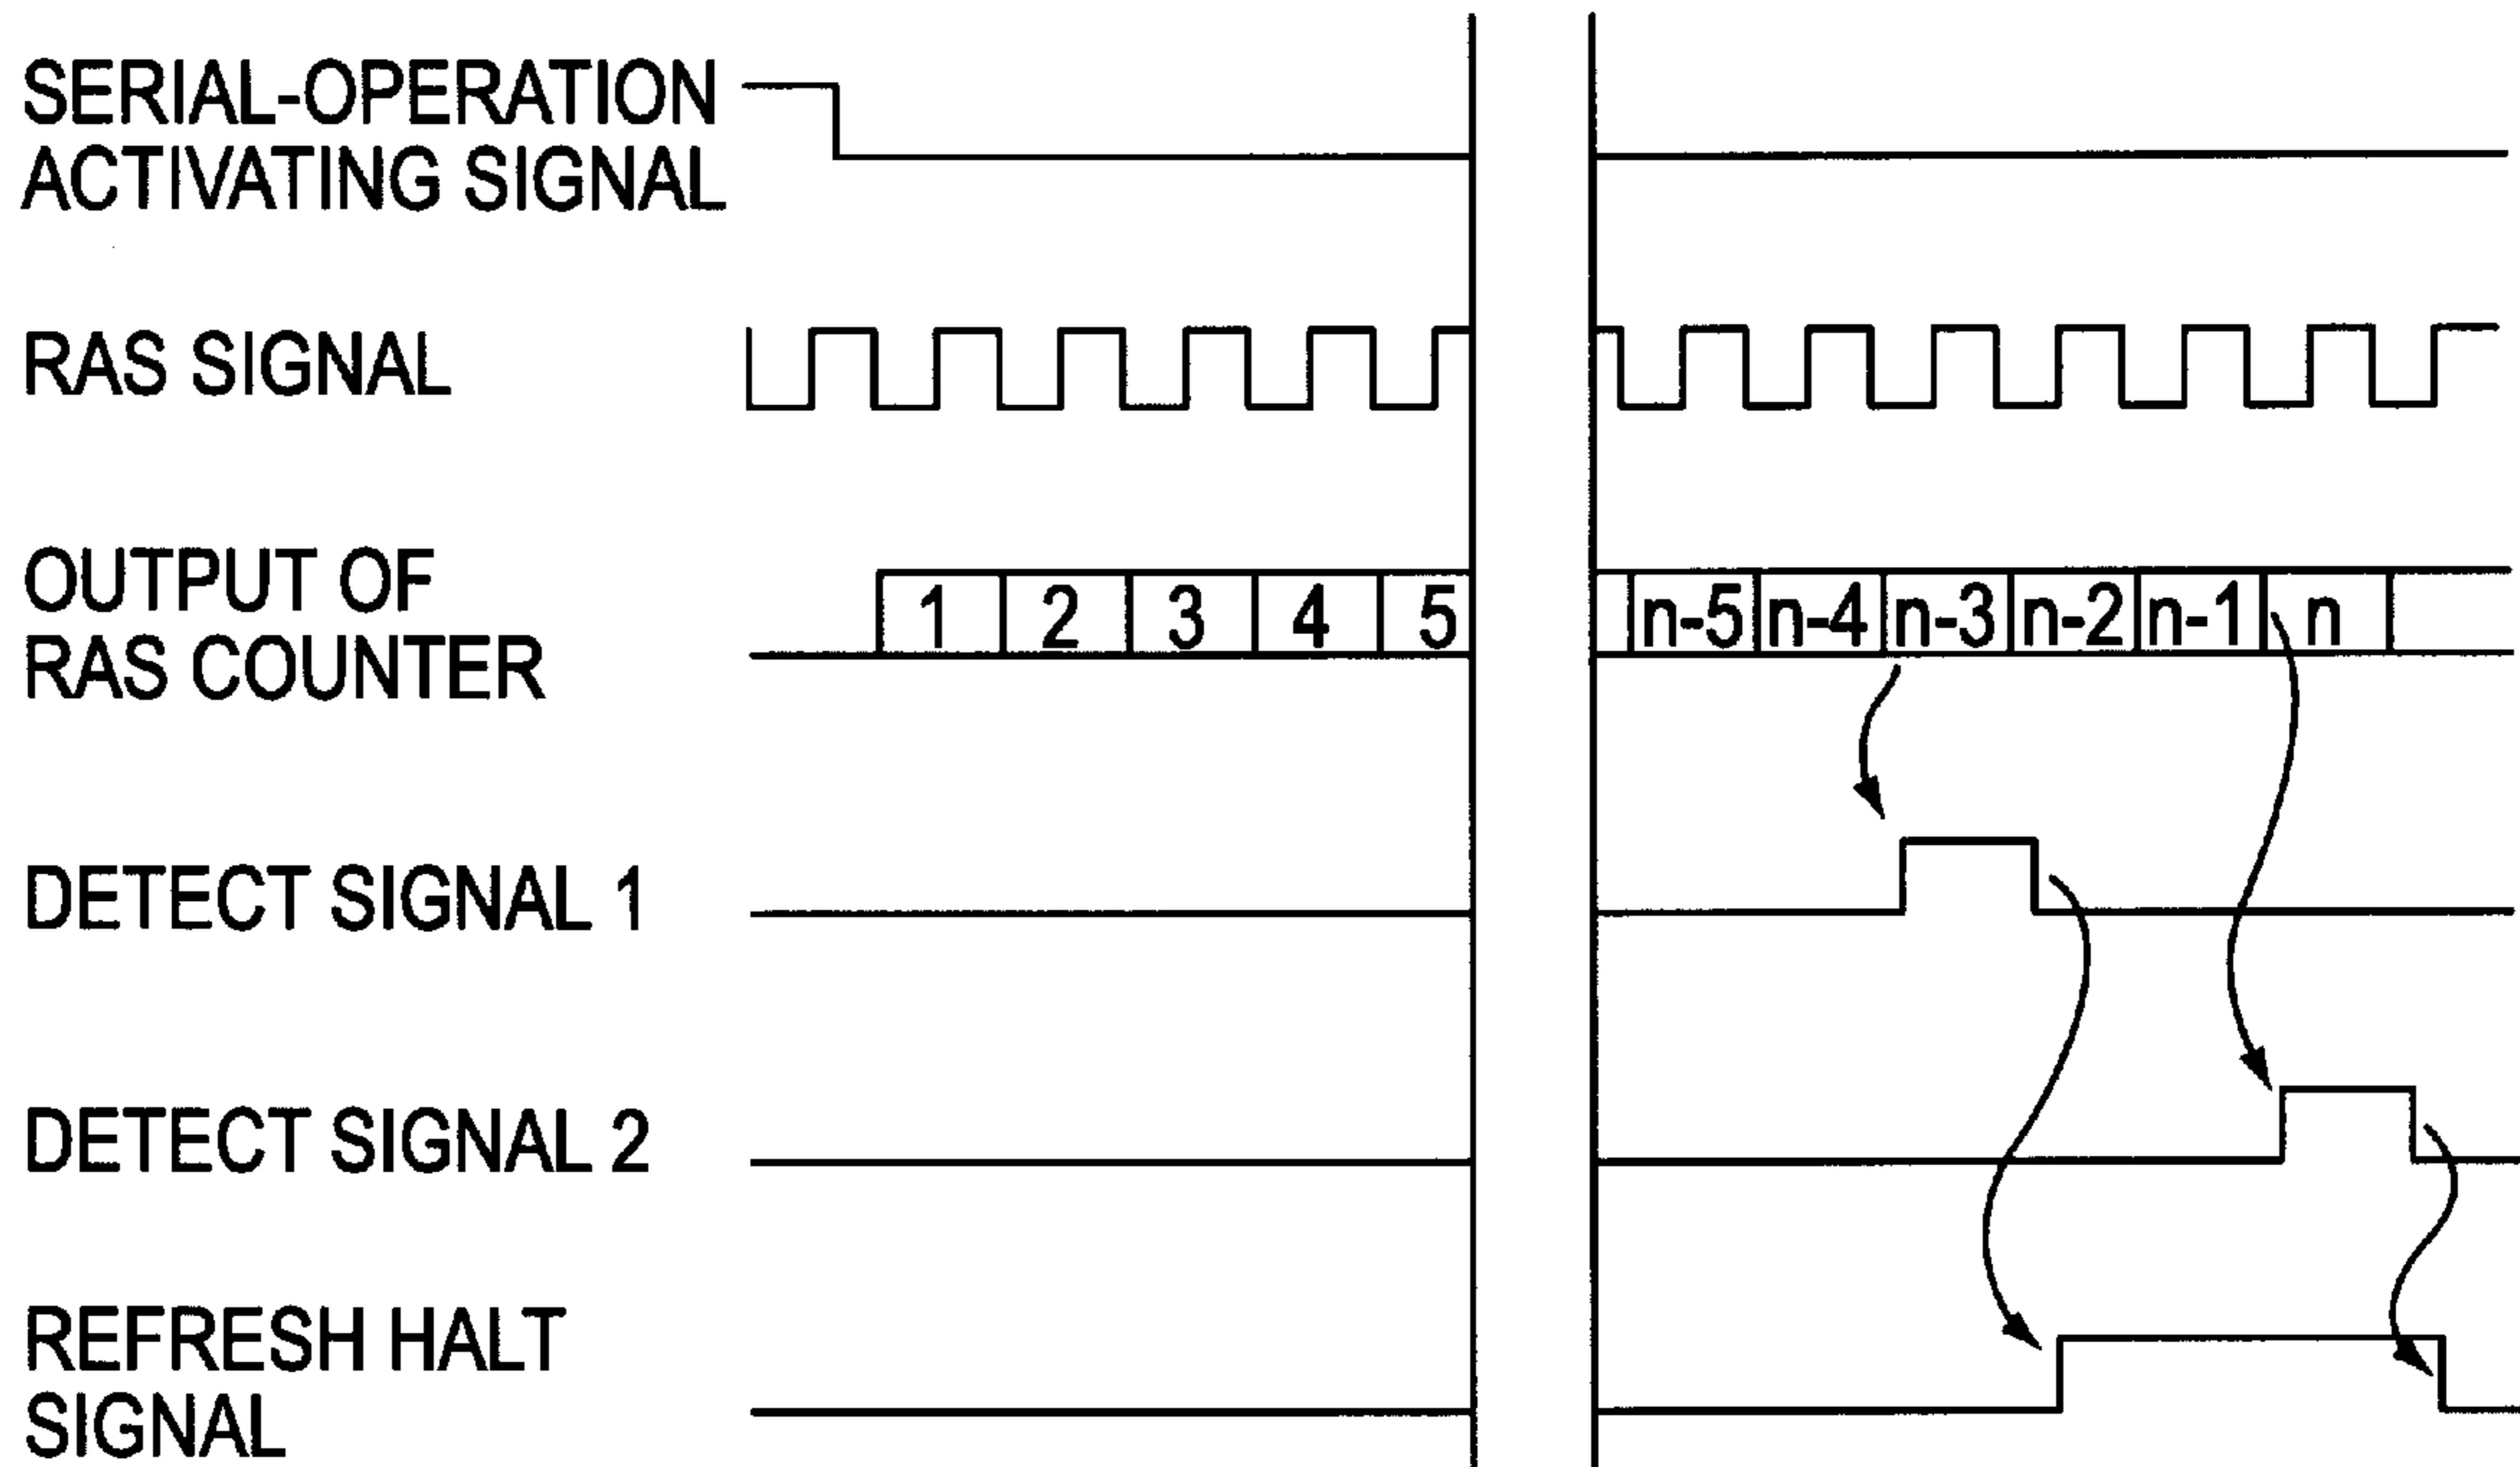 SERIAL-OPERATION
ACTIVATING SIGNAL
RAS SIGNAL
OUTPUT OF
RAS COUNTER
1 2 3 4 5 n-5 n-4 n-3 n-2 n-1 n
DETECT SIGNAL 1
DETECT SIGNAL 2
REFRESH HALT
SIGNAL